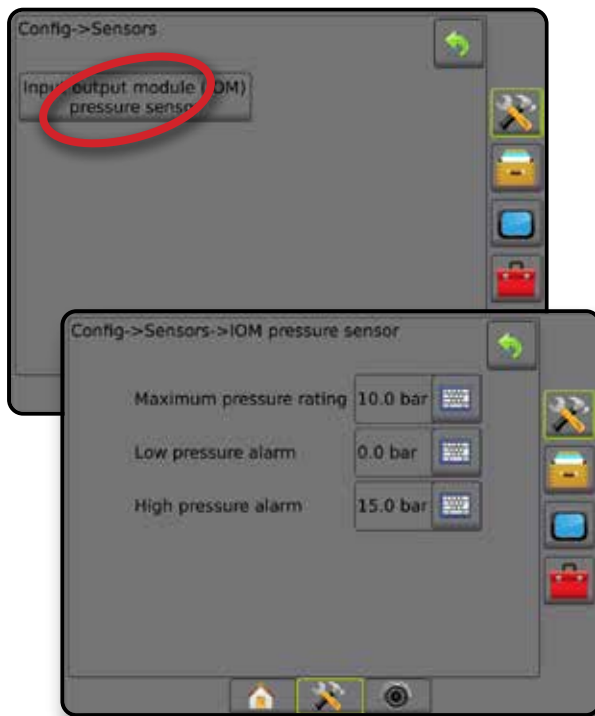 Config->Sensors
Input output module (IOM)
pressure sensor
Config->Sensors->IOM pressure sensor
Maximum pressure rating 10.0 bar
Low pressure alarm 0.0 bar
High pressure alarm 15.0 bar